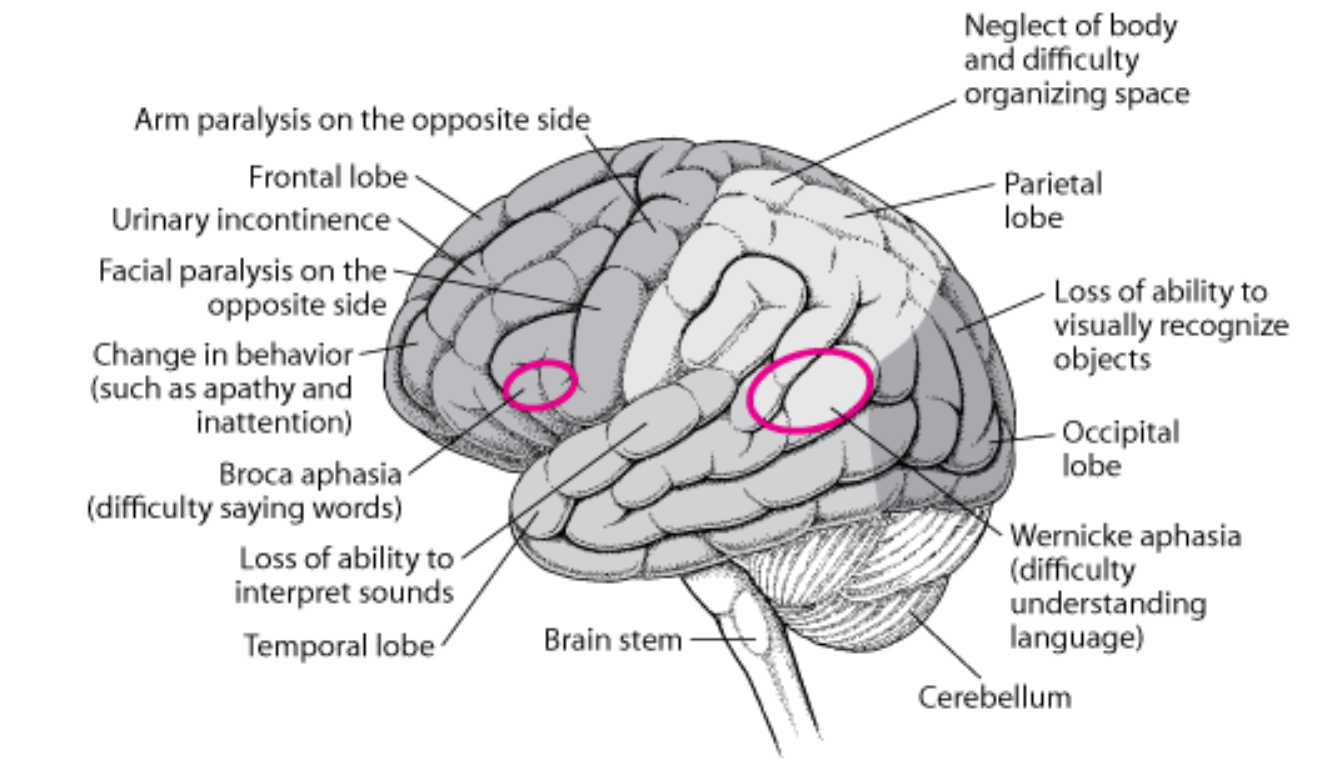 Neglect of body
and difficulty
organizing space
Arm paralysis on the opposite side
Frontal lobe
Urinary incontinence
Facial paralysis on the
opposite side
Change in behavior
(such as apathy and
inattention)
Broca aphasia
(difficulty saying words)
Loss of ability to
interpret sounds
Temporal lobe
Brain stem
Parietal
lobe
Loss of ability to
visually recognize
objects
Occipital
lobe
Wernicke aphasia
(difficulty
understanding
language)
Cerebellum